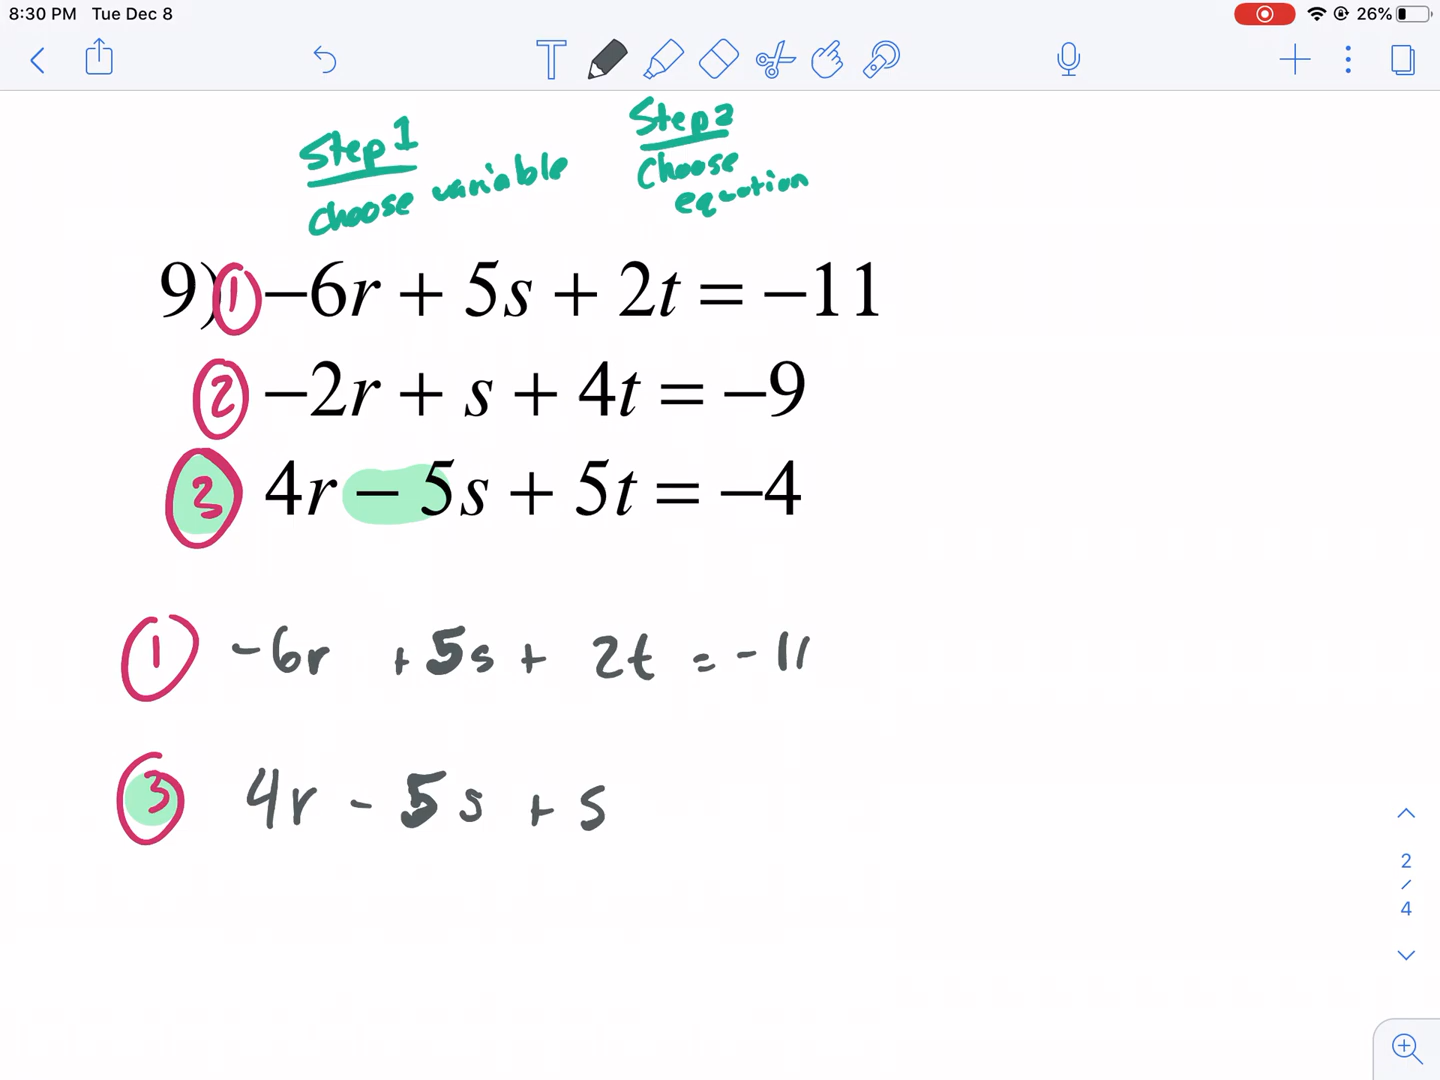 8:30 PM Tue Dec 8 26%
Step 1
choose variable
Step 2
choose
equation
9) ① −6r + 5s + 2t = −11
② −2r + s + 4t = −9
③ 4r − 5s + 5t = −4
① -6r +5s + 2t = -11
③ 4r - 5s + 5
2
/
4